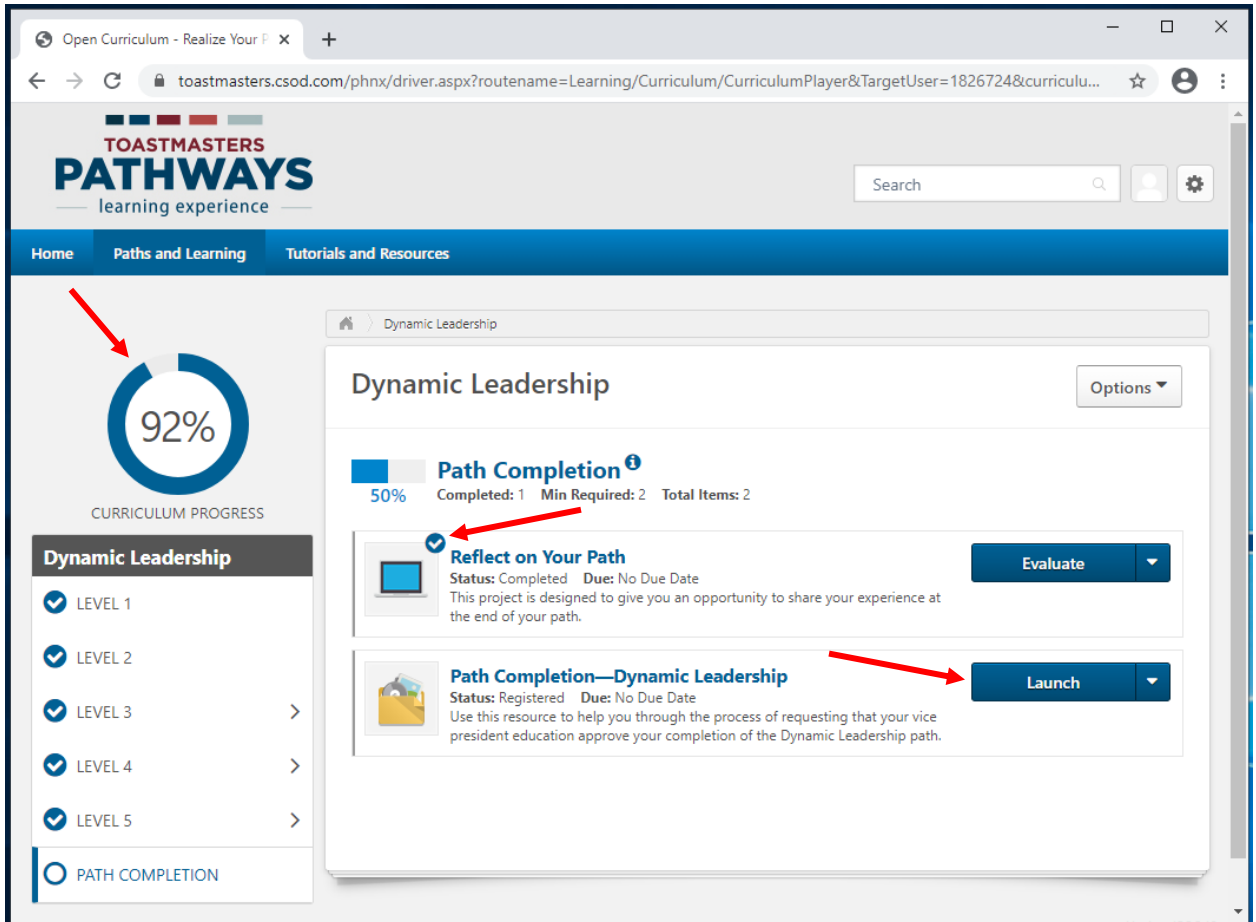 Open Curriculum - Realize Your P
toastmasters.csod.com/phnx/driver.aspx?routename=Learning/Curriculum/CurriculumPlayer&TargetUser=1826724&curriculu...
TOASTMASTERS
PATHWAYS
learning experience
Search
Home Paths and Learning Tutorials and Resources
Dynamic Leadership
92%
CURRICULUM PROGRESS
Dynamic Leadership
LEVEL 1
LEVEL 2
LEVEL 3
LEVEL 4
LEVEL 5
PATH COMPLETION
Dynamic Leadership
Options
Path Completion
50% Completed: 1 Min Required: 2 Total Items: 2
Reflect on Your Path
Status: Completed Due: No Due Date
This project is designed to give you an opportunity to share your experience at
the end of your path.
Evaluate
Path Completion—Dynamic Leadership
Status: Registered Due: No Due Date
Use this resource to help you through the process of requesting that your vice
president education approve your completion of the Dynamic Leadership path.
Launch